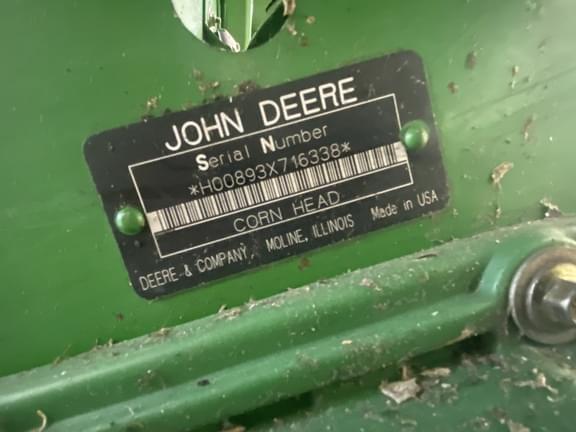 JOHN DEERE
Serial Number
*H00893X716338*
CORN HEAD
DEERE & COMPANY, MOLINE, ILLINOIS Made in USA